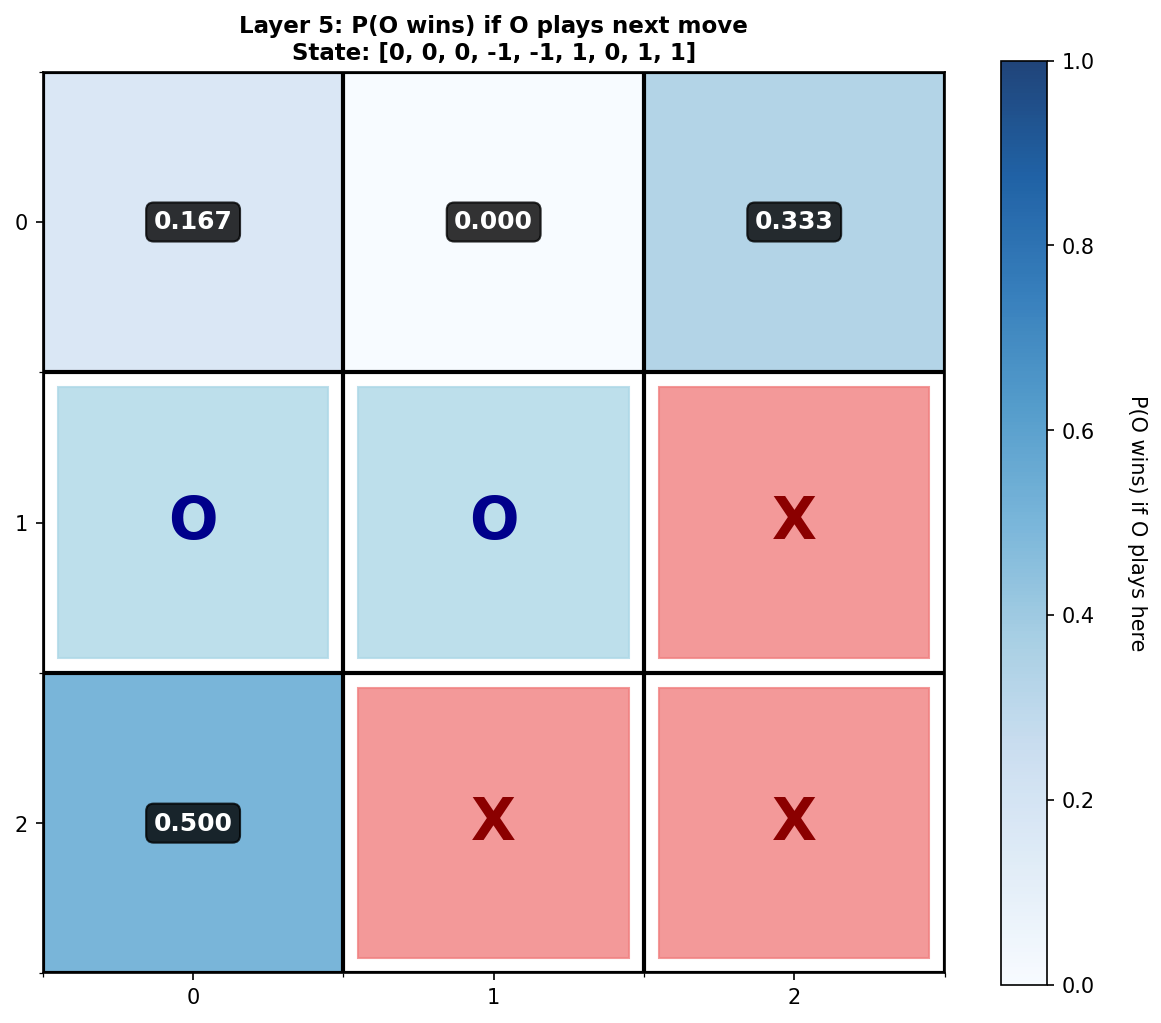 Layer 5: P(O wins) if O plays next move
State: [0, 0, 0, -1, -1, 1, 0, 1, 1]
0
0.167
0.000
0.333
1
O
O
X
2
0.500
X
X
0
1
2
1.0
0.8
0.6
0.4
0.2
0.0
P(O wins) if O plays here